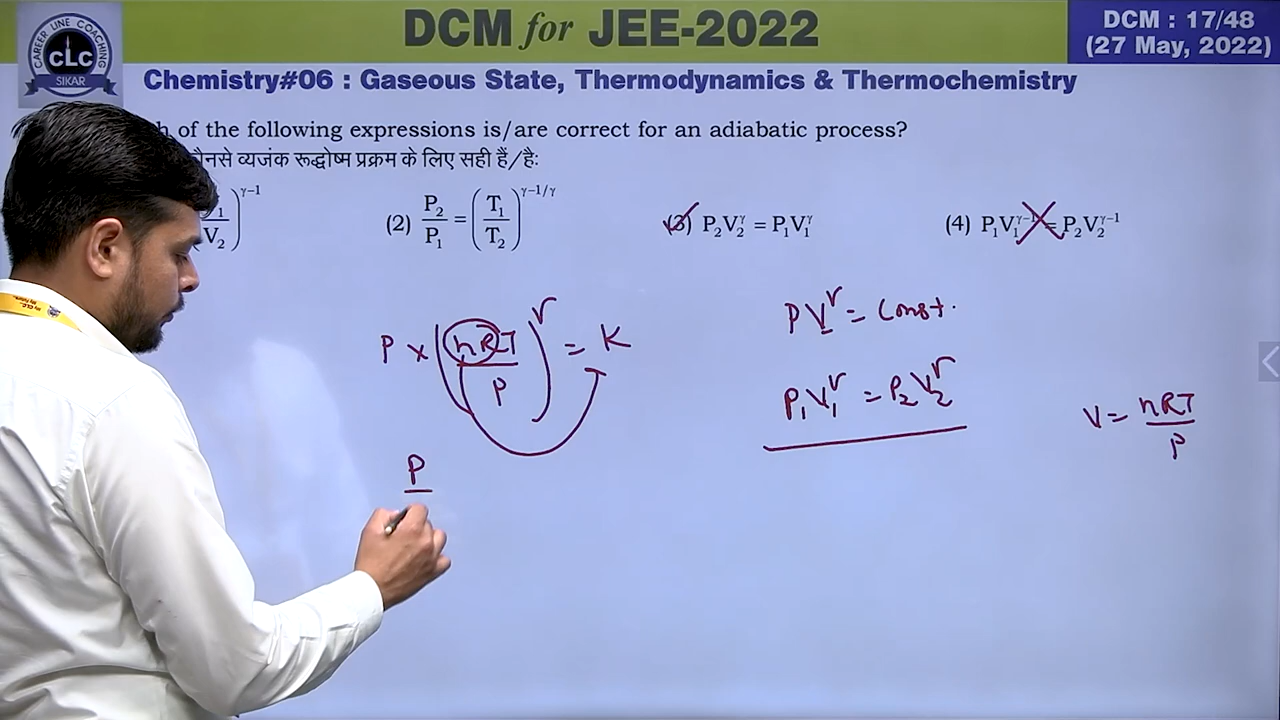 DCM for JEE-2022
DCM : 17/48
(27 May, 2022)
CAREER LINE COACHING
CLC
SIKAR
Chemistry#06 : Gaseous State, Thermodynamics & Thermochemistry
h of the following expressions is/are correct for an adiabatic process?
कौनसे व्यजंक रूद्धोष्म प्रक्रम के लिए सही हैं/है:
V₂)^γ−1
(2) P₂/P₁ = (T₁/T₂)^γ−1/γ
(3) P₂V₂^γ = P₁V₁^γ
(4) P₁V₁^γ−1 = P₂V₂^γ−1
PV^r = Const.
P × (nRT/P)^r = K
P₁V₁^r = P₂V₂^r
V = nRT/P
P